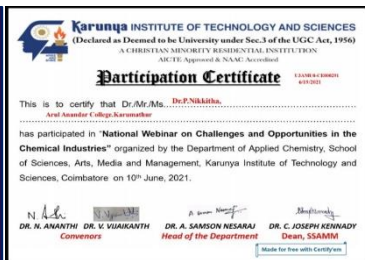 Karunya INSTITUTE OF TECHNOLOGY AND SCIENCES
(Declared as Deemed to be University under Sec.3 of the UGC Act, 1956)
A CHRISTIAN MINORITY RESIDENTIAL INSTITUTION
AICTE Approved & NAAC Accredited
Participation Certificate
6/15/2021
This is to certify that Dr./Mr./Ms. Dr.P.Nikkitha,
Arul Anandar College.Karumathur
has participated in "National Webinar on Challenges and Opportunities in the
Chemical Industries" organized by the Department of Applied Chemistry, School
of Sciences, Arts, Media and Management, Karunya Institute of Technology and
Sciences, Coimbatore on 10th June, 2021.
DR. N. ANANTHI DR. V. VIJAIKANTH DR. A. SAMSON NESARAJ DR. C. JOSEPH KENNADY
Convenors Head of the Department Dean, SSAMM
Made for free with Certify'em